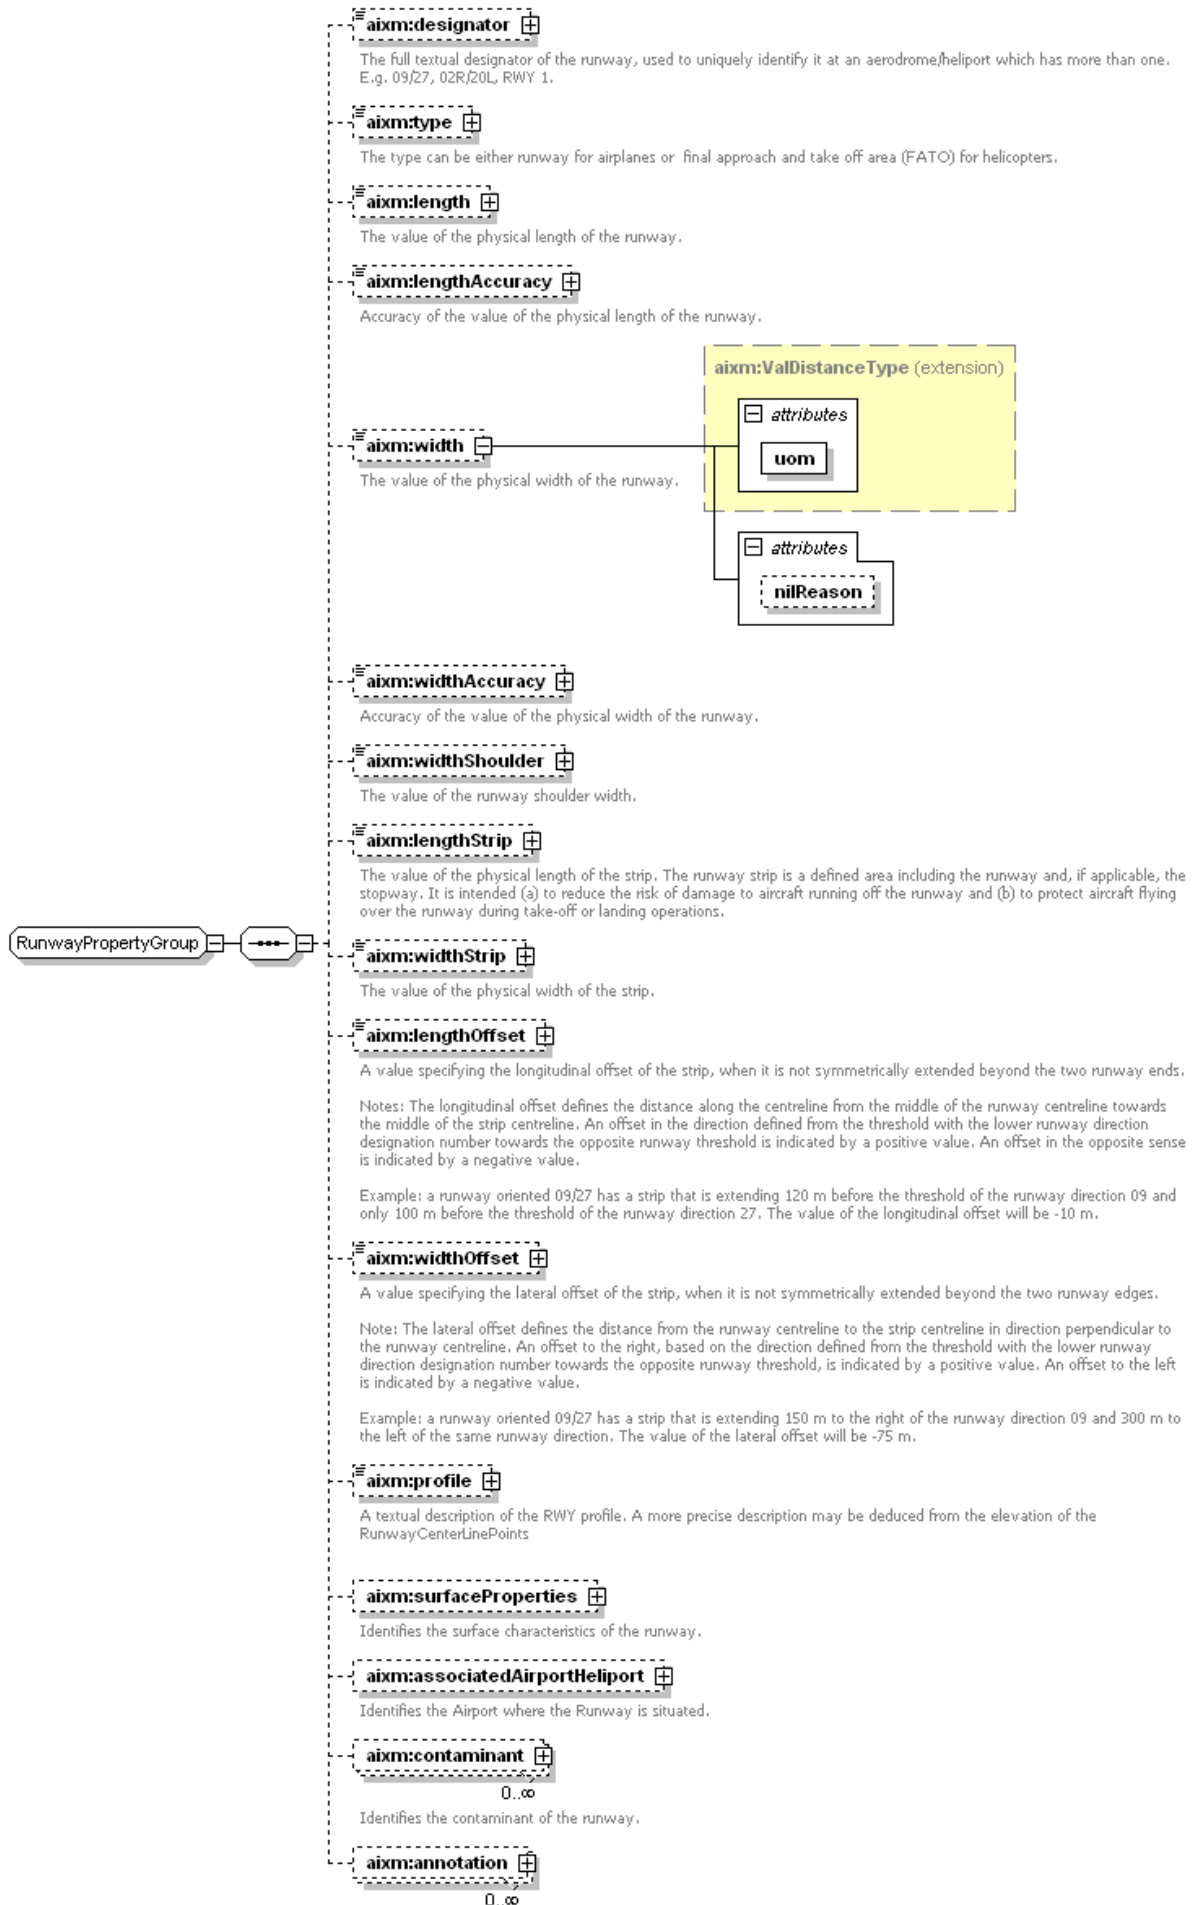 aixm:designator
The full textual designator of the runway, used to uniquely identify it at an aerodrome/heliport which has more than one.
E.g. 09/27, 02R/20L, RWY 1.
aixm:type
The type can be either runway for airplanes or  final approach and take off area (FATO) for helicopters.
aixm:length
The value of the physical length of the runway.
aixm:lengthAccuracy
Accuracy of the value of the physical length of the runway.
aixm:ValDistanceType (extension)
attributes
aixm:width
uom
The value of the physical width of the runway.
attributes
nilReason
aixm:widthAccuracy
Accuracy of the value of the physical width of the runway.
aixm:widthShoulder
The value of the runway shoulder width.
aixm:lengthStrip
The value of the physical length of the strip. The runway strip is a defined area including the runway and, if applicable, the
stopway. It is intended (a) to reduce the risk of damage to aircraft running off the runway and (b) to protect aircraft flying
over the runway during take-off or landing operations.
RunwayPropertyGroup
aixm:widthStrip
The value of the physical width of the strip.
aixm:lengthOffset
A value specifying the longitudinal offset of the strip, when it is not symmetrically extended beyond the two runway ends.
Notes: The longitudinal offset defines the distance along the centreline from the middle of the runway centreline towards
the middle of the strip centreline. An offset in the direction defined from the threshold with the lower runway direction
designation number towards the opposite runway threshold is indicated by a positive value. An offset in the opposite sense
is indicated by a negative value.
Example: a runway oriented 09/27 has a strip that is extending 120 m before the threshold of the runway direction 09 and
only 100 m before the threshold of the runway direction 27. The value of the longitudinal offset will be -10 m.
aixm:widthOffset
A value specifying the lateral offset of the strip, when it is not symmetrically extended beyond the two runway edges.
Note: The lateral offset defines the distance from the runway centreline to the strip centreline in direction perpendicular to
the runway centreline. An offset to the right, based on the direction defined from the threshold with the lower runway
direction designation number towards the opposite runway threshold, is indicated by a positive value. An offset to the left
is indicated by a negative value.
Example: a runway oriented 09/27 has a strip that is extending 150 m to the right of the runway direction 09 and 300 m to
the left of the same runway direction. The value of the lateral offset will be -75 m.
aixm:profile
A textual description of the RWY profile. A more precise description may be deduced from the elevation of the
RunwayCenterLinePoints
aixm:surfaceProperties
Identifies the surface characteristics of the runway.
aixm:associatedAirportHeliport
Identifies the Airport where the Runway is situated.
aixm:contaminant
0..∞
Identifies the contaminant of the runway.
aixm:annotation
0..∞